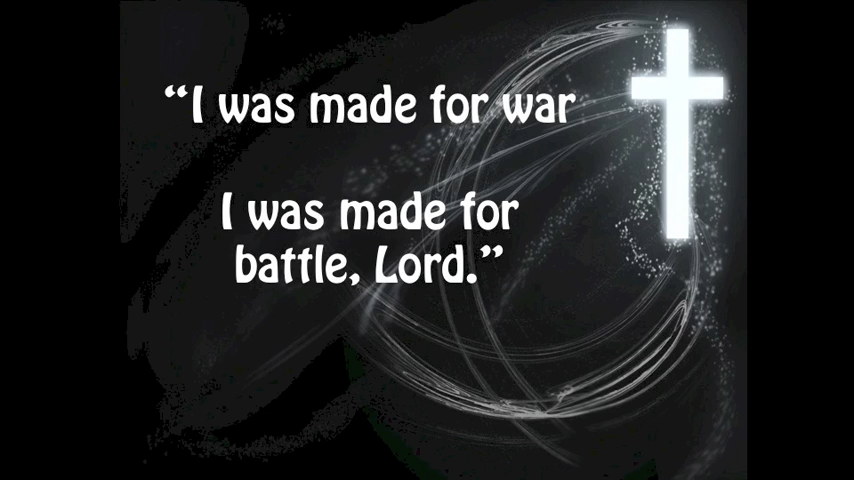 “I was made for war
I was made for
battle, Lord.”